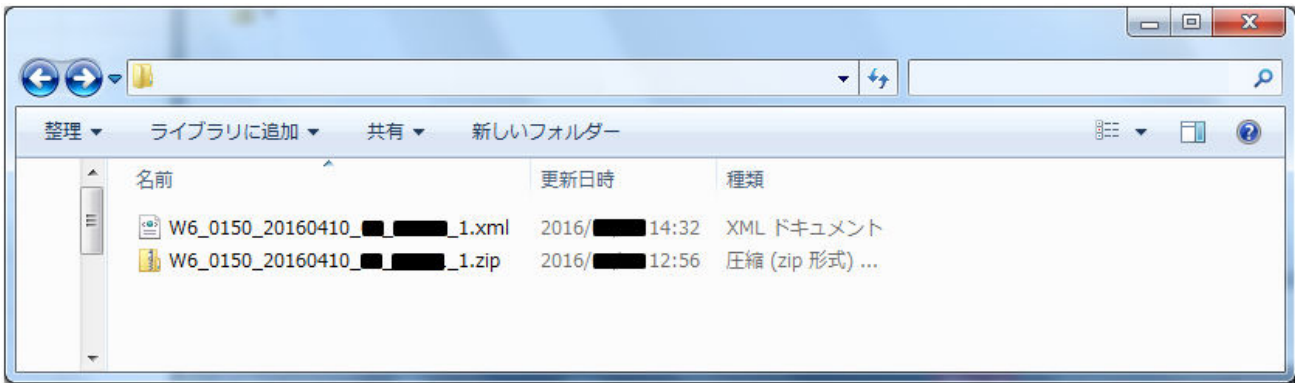 整理 ライブラリに追加 共有 新しいフォルダー
名前 更新日時 種類
W6_0150_20160410_ _ _1.xml 2016/ 14:32 XML ドキュメント
W6_0150_20160410_ _ _1.zip 2016/ 12:56 圧縮 (zip 形式) ...